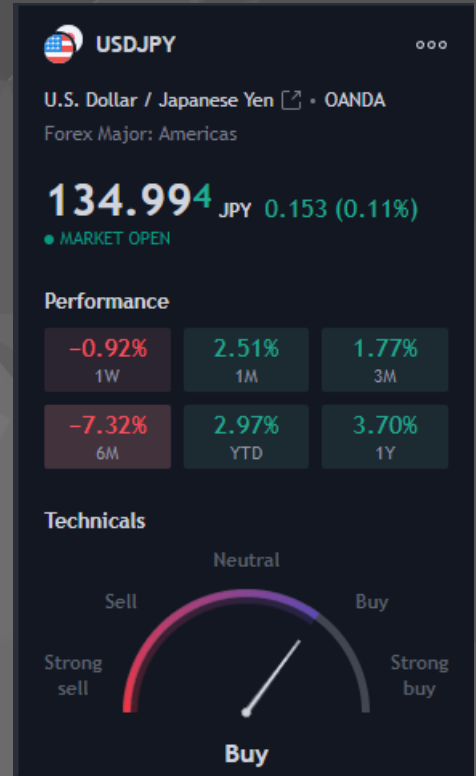 USDJPY
U.S. Dollar / Japanese Yen • OANDA
Forex Major: Americas
134.994 JPY 0.153 (0.11%)
• MARKET OPEN
Performance
−0.92% 2.51% 1.77%
1W 1M 3M
−7.32% 2.97% 3.70%
6M YTD 1Y
Technicals
Neutral
Sell Buy
Strong Strong
sell buy
Buy